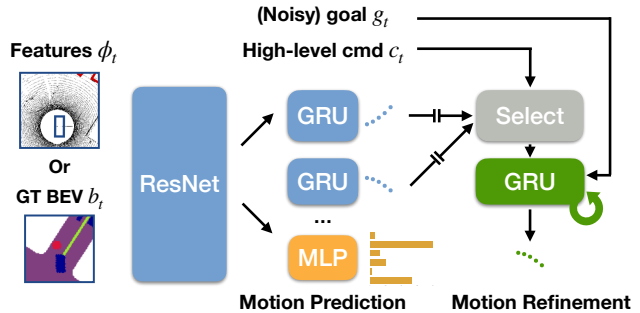 (Noisy) goal g_t
High-level cmd c_t
Features ϕ_t
Or
GT BEV b_t
ResNet
GRU
GRU
...
MLP
Select
GRU
Motion Prediction
Motion Refinement